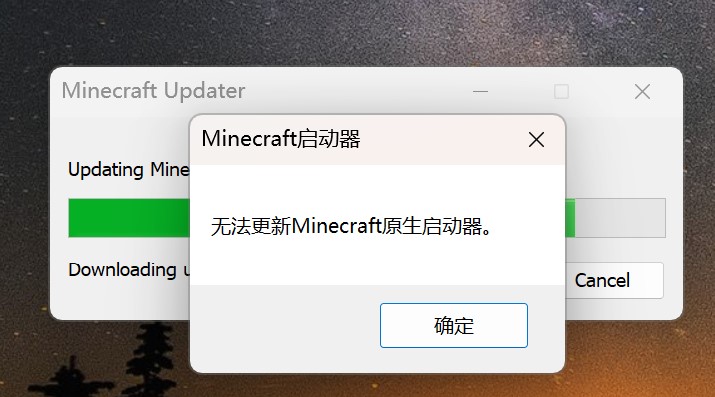 Minecraft Updater
Minecraft启动器
Updating
无法更新Minecraft原生启动器。
Downloading
Cancel
确定